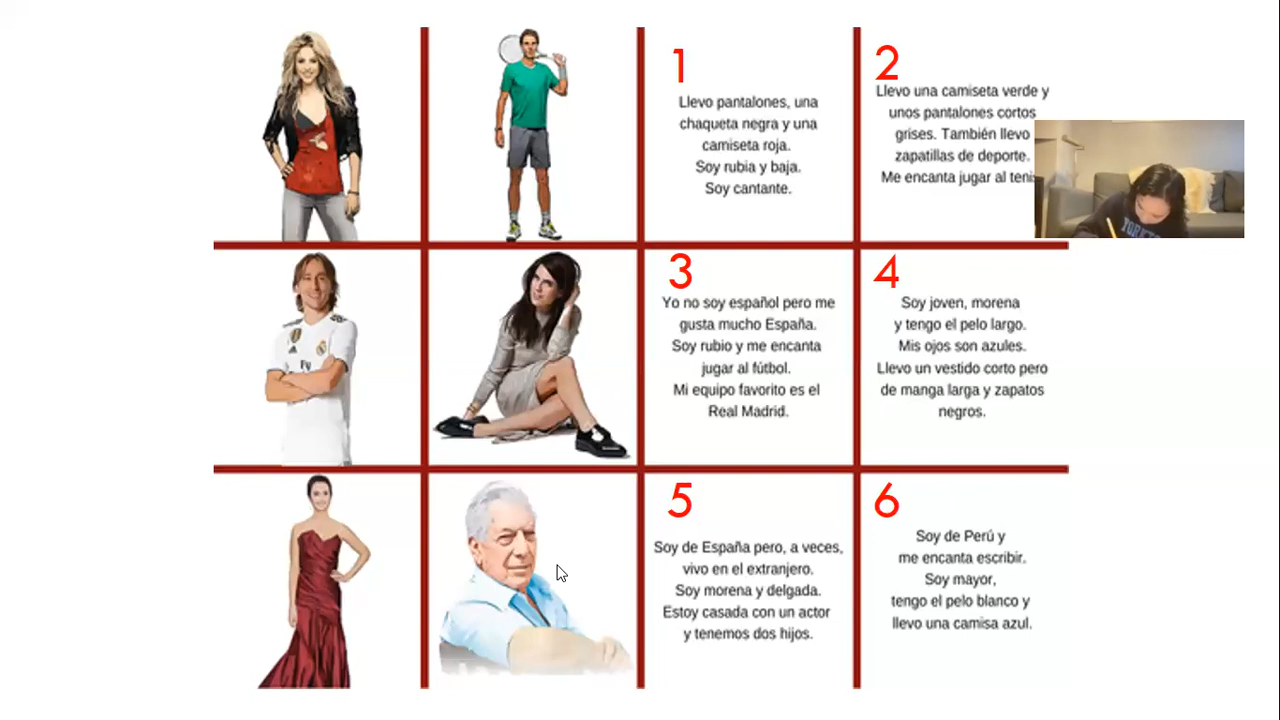 1
Llevo pantalones, una
chaqueta negra y una
camiseta roja.
Soy rubia y baja.
Soy cantante.
2
Llevo una camiseta verde y
unos pantalones cortos
grises. También llevo
zapatillas de deporte.
Me encanta jugar al tenis
3
Yo no soy español pero me
gusta mucho España.
Soy rubio y me encanta
jugar al fútbol.
Mi equipo favorito es el
Real Madrid.
4
Soy joven, morena
y tengo el pelo largo.
Mis ojos son azules.
Llevo un vestido corto pero
de manga larga y zapatos
negros.
5
Soy de España pero, a veces,
vivo en el extranjero.
Soy morena y delgada.
Estoy casada con un actor
y tenemos dos hijos.
6
Soy de Perú y
me encanta escribir.
Soy mayor,
tengo el pelo blanco y
llevo una camisa azul.